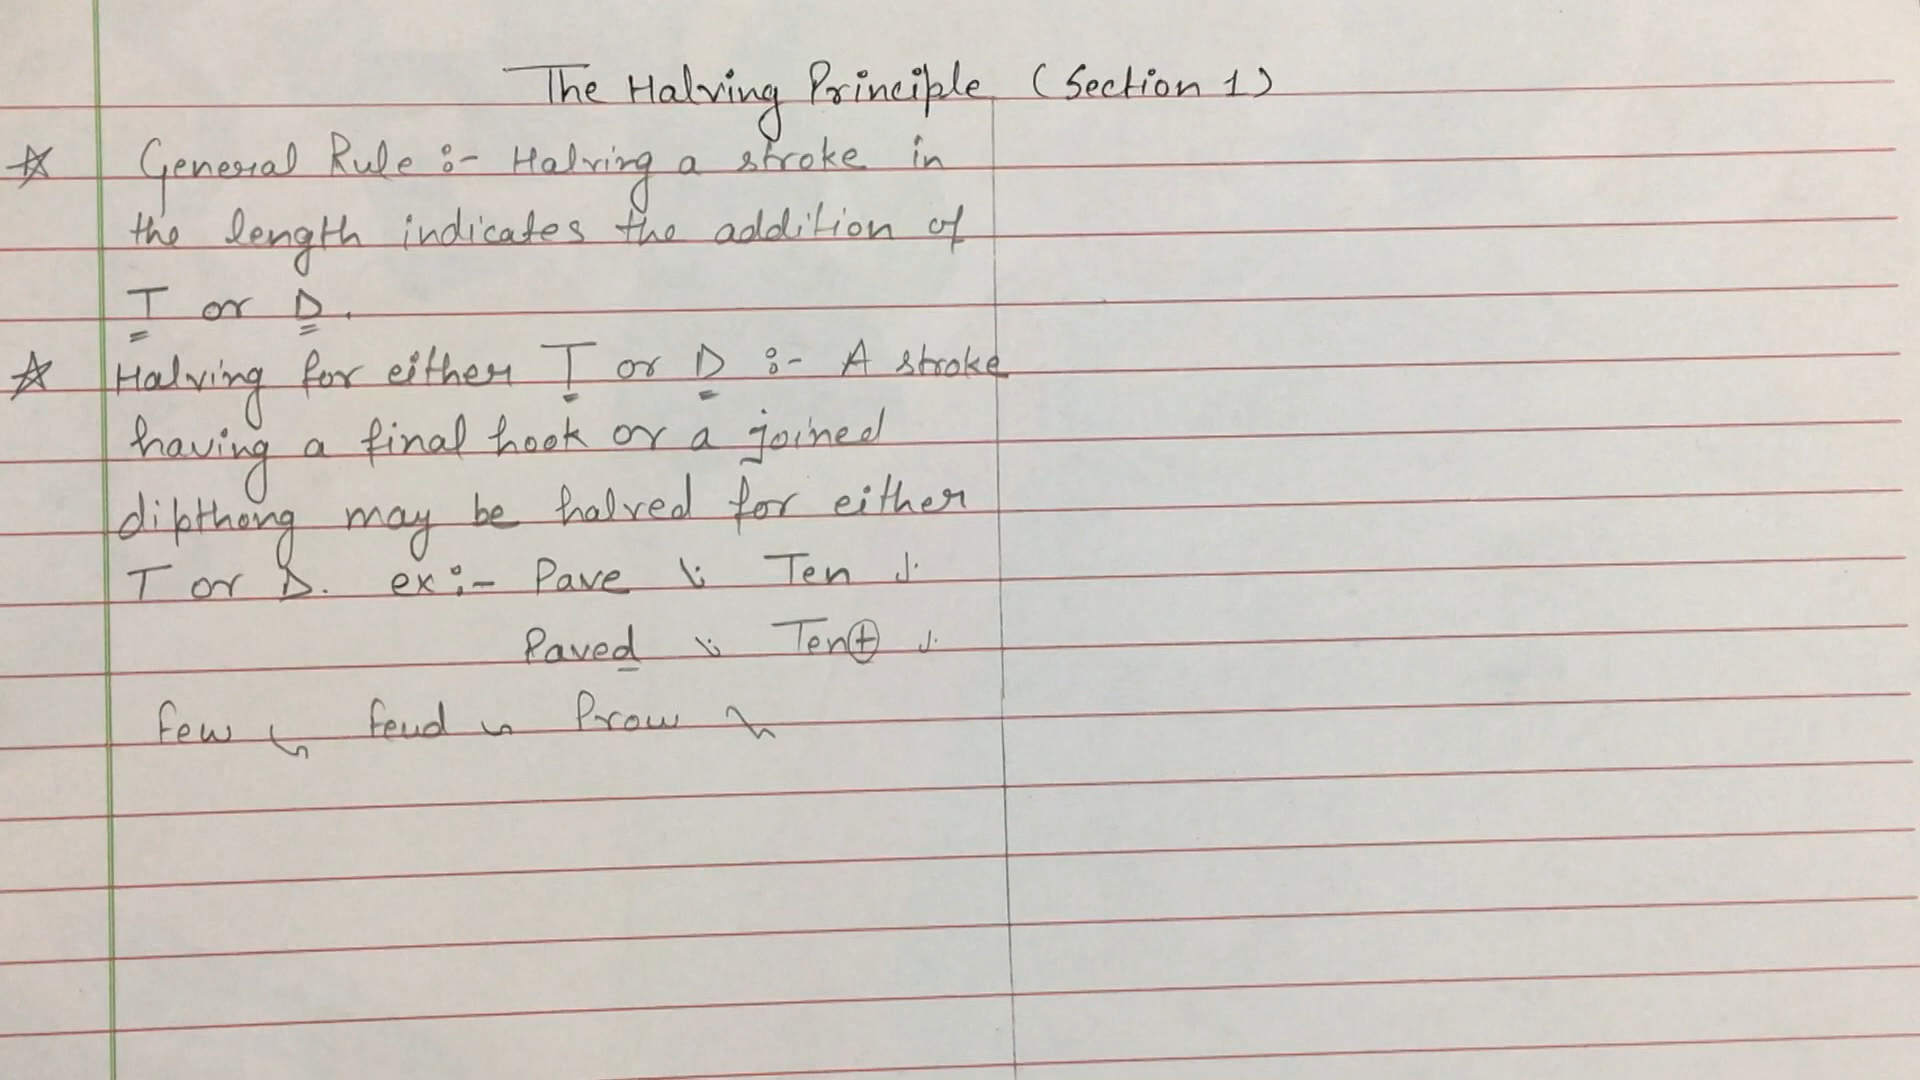 The Halving Principle (Section 1)
General Rule :- Halving a stroke in
the length indicates the addition of
T or D.
Halving for either T or D :- A stroke
having a final hook or a joined
dipthong may be halved for either
T or D. ex:- Pave Ten
Paved Tent
few feud Prow